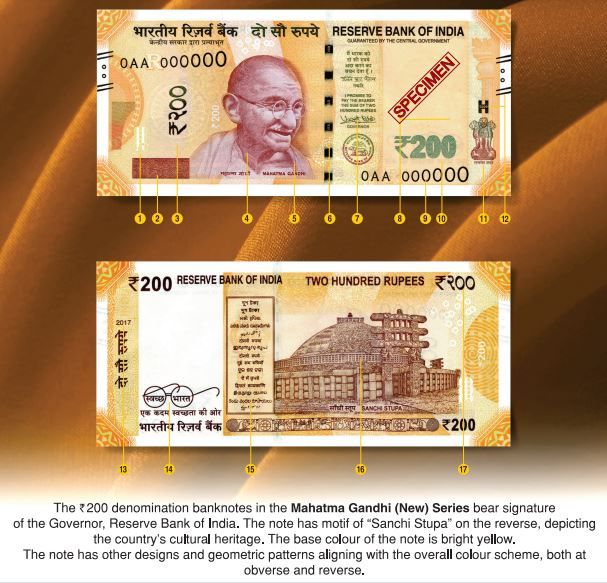 भारतीय रिज़र्व बैंक दो सौ रुपये RESERVE BANK OF INDIA
केन्द्रीय सरकार द्वारा प्रत्याभूत GUARANTEED BY THE CENTRAL GOVERNMENT
0AA 000000
₹२००
₹200
SPECIMEN
I PROMISE TO
PAY THE BEARER
THE SUM OF TWO
HUNDRED RUPEES
GOVERNOR
₹200
महात्मा गांधी MAHATMA GANDHI
0AA 000000
1 2 3 4 5 6 7 8 9 10 11 12
₹200 RESERVE BANK OF INDIA TWO HUNDRED RUPEES ₹२००
2017
दो सौ रुपये
₹200
स्वच्छ भारत
एक कदम स्वच्छता की ओर
भारतीय रिज़र्व बैंक
साँची स्तूप SANCHI STUPA
₹200
13 14 15 16 17
The ₹200 denomination banknotes in the Mahatma Gandhi (New) Series bear signature
of the Governor, Reserve Bank of India. The note has motif of “Sanchi Stupa” on the reverse, depicting
the country's cultural heritage. The base colour of the note is bright yellow.
The note has other designs and geometric patterns aligning with the overall colour scheme, both at
obverse and reverse.